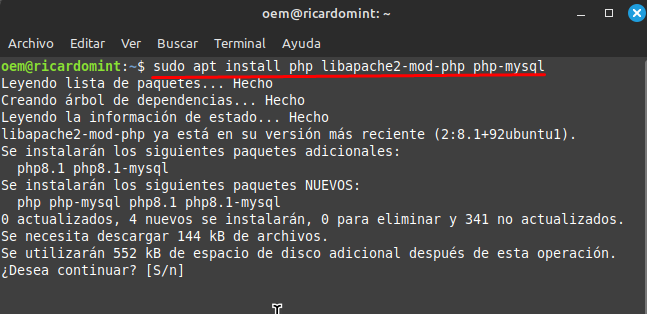 oem@ricardomint: ~
Archivo Editar Ver Buscar Terminal Ayuda
oem@ricardomint:~$ sudo apt install php libapache2-mod-php php-mysql
Leyendo lista de paquetes... Hecho
Creando árbol de dependencias... Hecho
Leyendo la información de estado... Hecho
libapache2-mod-php ya está en su versión más reciente (2:8.1+92ubuntu1).
Se instalarán los siguientes paquetes adicionales:
  php8.1 php8.1-mysql
Se instalarán los siguientes paquetes NUEVOS:
  php php-mysql php8.1 php8.1-mysql
0 actualizados, 4 nuevos se instalarán, 0 para eliminar y 341 no actualizados.
Se necesita descargar 144 kB de archivos.
Se utilizarán 552 kB de espacio de disco adicional después de esta operación.
¿Desea continuar? [S/n]